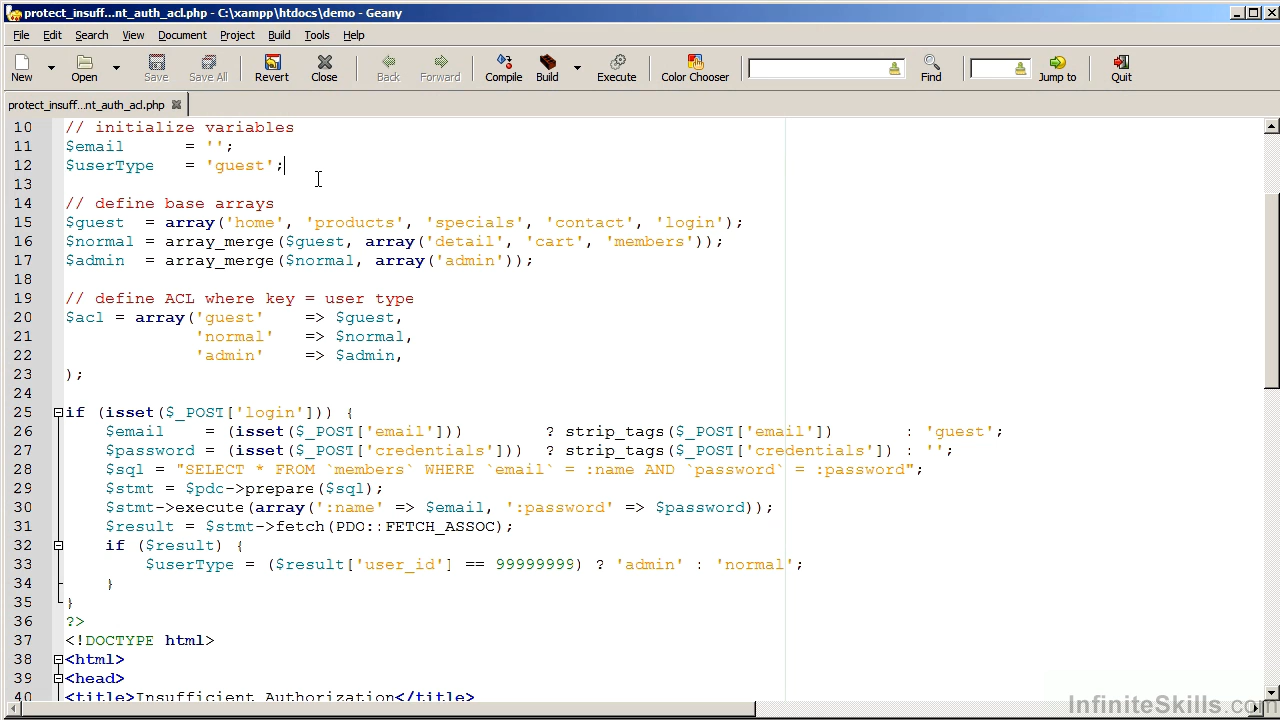 protect_insuff...nt_auth_acl.php - C:\xampp\htdocs\demo - Geany
File Edit Search View Document Project Build Tools Help
New Open Save Save All Revert Close Back Forward Compile Build Execute Color Chooser Find Jump to Quit
protect_insuff...nt_auth_acl.php
10 // initialize variables
11 $email      = '';
12 $userType   = 'guest';
13
14 // define base arrays
15 $guest  = array('home', 'products', 'specials', 'contact', 'login');
16 $normal = array_merge($guest, array('detail', 'cart', 'members'));
17 $admin  = array_merge($normal, array('admin'));
18
19 // define ACL where key = user type
20 $acl = array('guest'    => $guest,
21              'normal'   => $normal,
22              'admin'    => $admin,
23 );
24
25 if (isset($_POST['login'])) {
26     $email    = (isset($_POST['email']))        ? strip_tags($_POST['email'])       : 'guest';
27     $password = (isset($_POST['credentials']))  ? strip_tags($_POST['credentials']) : '';
28     $sql = "SELECT * FROM `members` WHERE `email` = :name AND `password` = :password";
29     $stmt = $pdc->prepare($sql);
30     $stmt->execute(array(':name' => $email, ':password' => $password));
31     $result = $stmt->fetch(PDO::FETCH_ASSOC);
32     if ($result) {
33         $userType = ($result['user_id'] == 99999999) ? 'admin' : 'normal';
34     }
35 }
36 ?>
37 <!DOCTYPE html>
38 <html>
39 <head>
40 <title>Insufficient Authorization</title>
InfiniteSkills.com